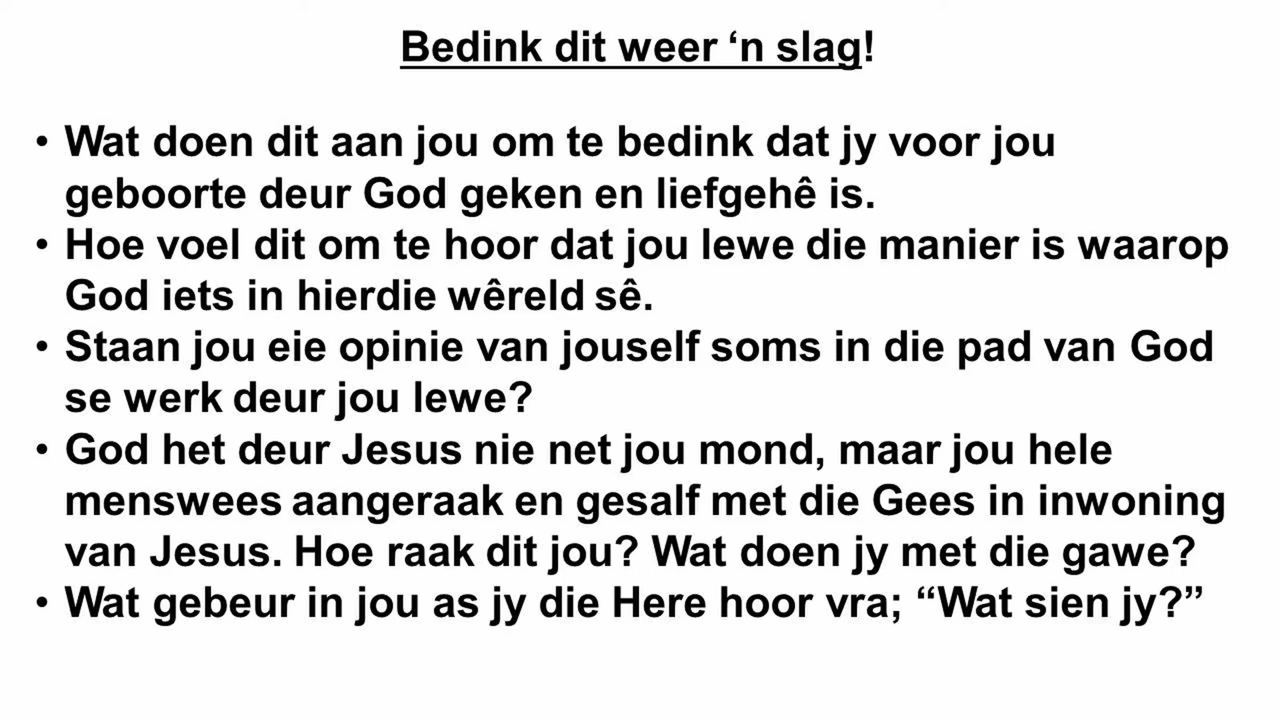 Bedink dit weer ‘n slag!
• Wat doen dit aan jou om te bedink dat jy voor jou
geboorte deur God geken en liefgehê is.
• Hoe voel dit om te hoor dat jou lewe die manier is waarop
God iets in hierdie wêreld sê.
• Staan jou eie opinie van jouself soms in die pad van God
se werk deur jou lewe?
• God het deur Jesus nie net jou mond, maar jou hele
menswees aangeraak en gesalf met die Gees in inwoning
van Jesus. Hoe raak dit jou? Wat doen jy met die gawe?
• Wat gebeur in jou as jy die Here hoor vra; “Wat sien jy?”